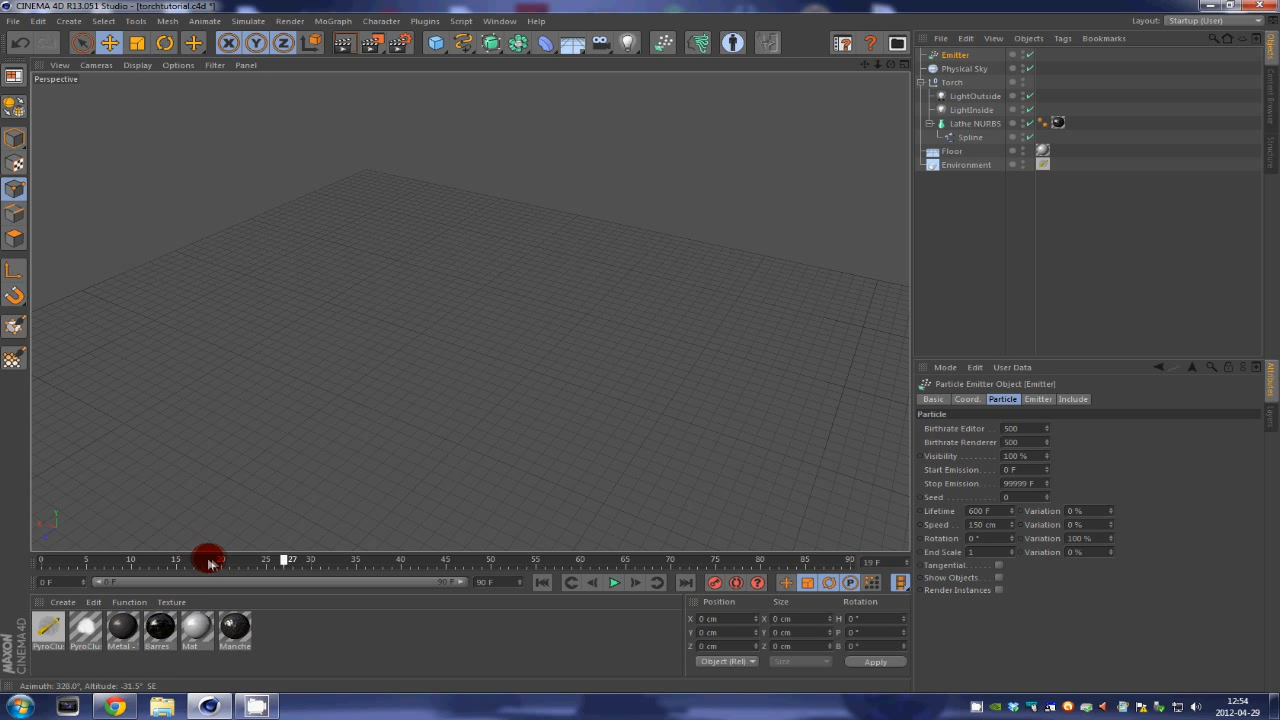 CINEMA 4D R13.051 Studio - [torchtutorial.c4d *]
File Edit Create Select Tools Mesh Animate Simulate Render MoGraph Character Plugins Script Window Help
Layout: Startup (User)
View Cameras Display Options Filter Panel
Perspective
File Edit View Objects Tags Bookmarks
Emitter
Physical Sky
Torch
LightOutside
LightInside
Lathe NURBS
Spline
Floor
Environment
Objects
Content Browser
Structure
Mode Edit User Data
Particle Emitter Object [Emitter]
Basic Coord. Particle Emitter Include
Particle
Birthrate Editor . . 500
Birthrate Renderer 500
Visibility . . . . . . . . 100 %
Start Emission. . . . 0 F
Stop Emission. . . . 99999 F
Seed . . . . . . . . . . 0
Lifetime 600 F Variation 0 %
Speed . . 150 cm Variation 0 %
Rotation 0 ° Variation 100 %
End Scale 1 Variation 0 %
Tangential. . . . . .
Show Objects . . .
Render Instances
Attributes
Layers
0 5 10 15 20 25 27 30 35 40 45 50 55 60 65 70 75 80 85 90 19 F
0 F 0 F 90 F 90 F
Create Edit Function Texture
PyroClu: PyroClu: Metal - Barres Mat Manche
Position Size Rotation
X 0 cm X 0 cm H 0 °
Y 0 cm Y 0 cm P 0 °
Z 0 cm Z 0 cm B 0 °
Object (Rel) Size Apply
MAXON CINEMA 4D
Azimuth: 328.0°, Altitude: -31.5° SE
12:54
2012-04-29